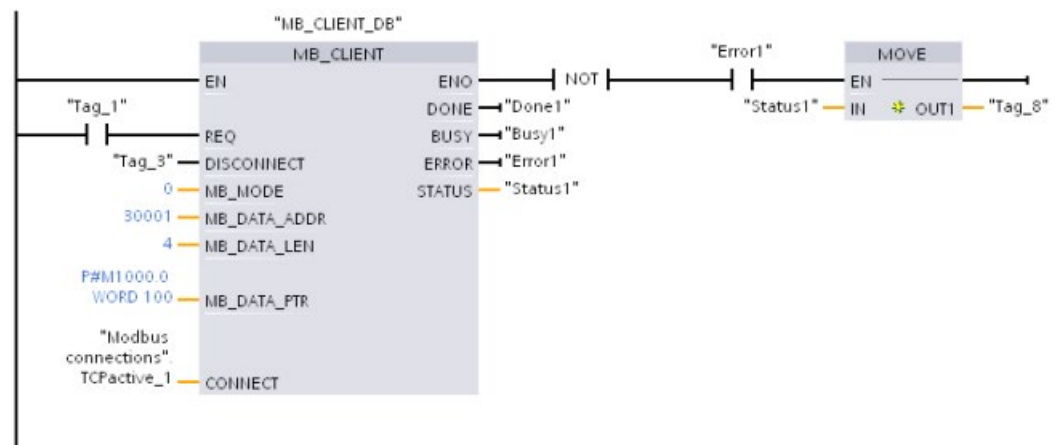 "MB_CLIENT_DB"
MB_CLIENT
"Error1"
MOVE
EN
ENO
NOT
EN
"Tag_1"
DONE
"Done1"
"Status1"
IN
OUT1
"Tag_8"
REQ
BUSY
"Busy1"
"Tag_3"
DISCONNECT
ERROR
"Error1"
0
MB_MODE
STATUS
"Status1"
30001
MB_DATA_ADDR
4
MB_DATA_LEN
P#M1000.0
WORD 100
MB_DATA_PTR
"Modbus
connections".
TCPactive_1
CONNECT